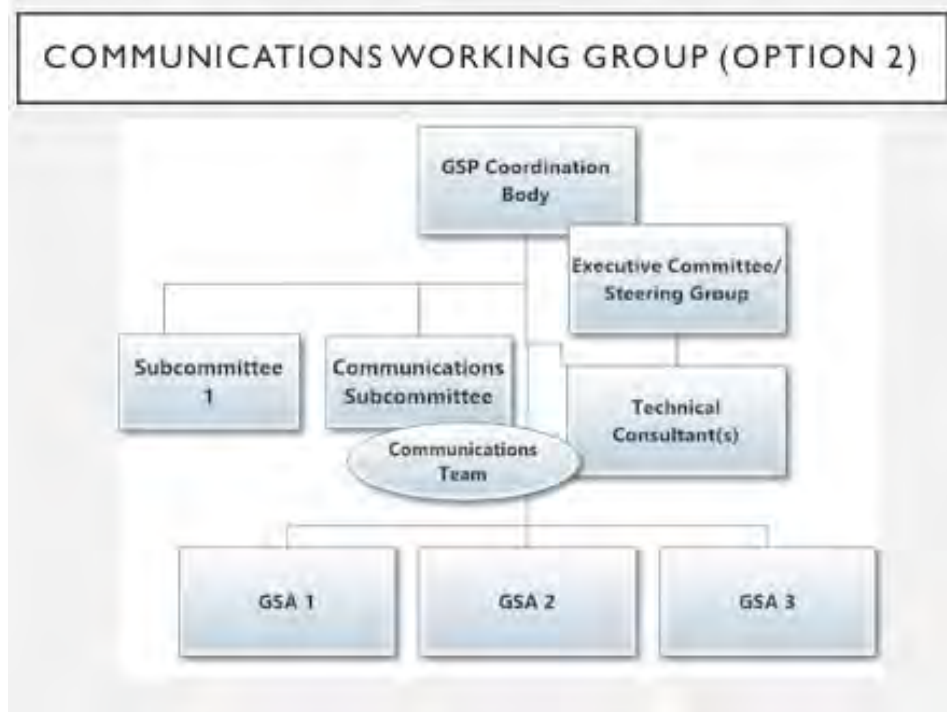 COMMUNICATIONS WORKING GROUP (OPTION 2)
GSP Coordination
Body
Executive Committee/
Steering Group
Subcommittee
1
Communications
Subcommittee
Technical
Consultant(s)
Communications
Team
GSA 1
GSA 2
GSA 3